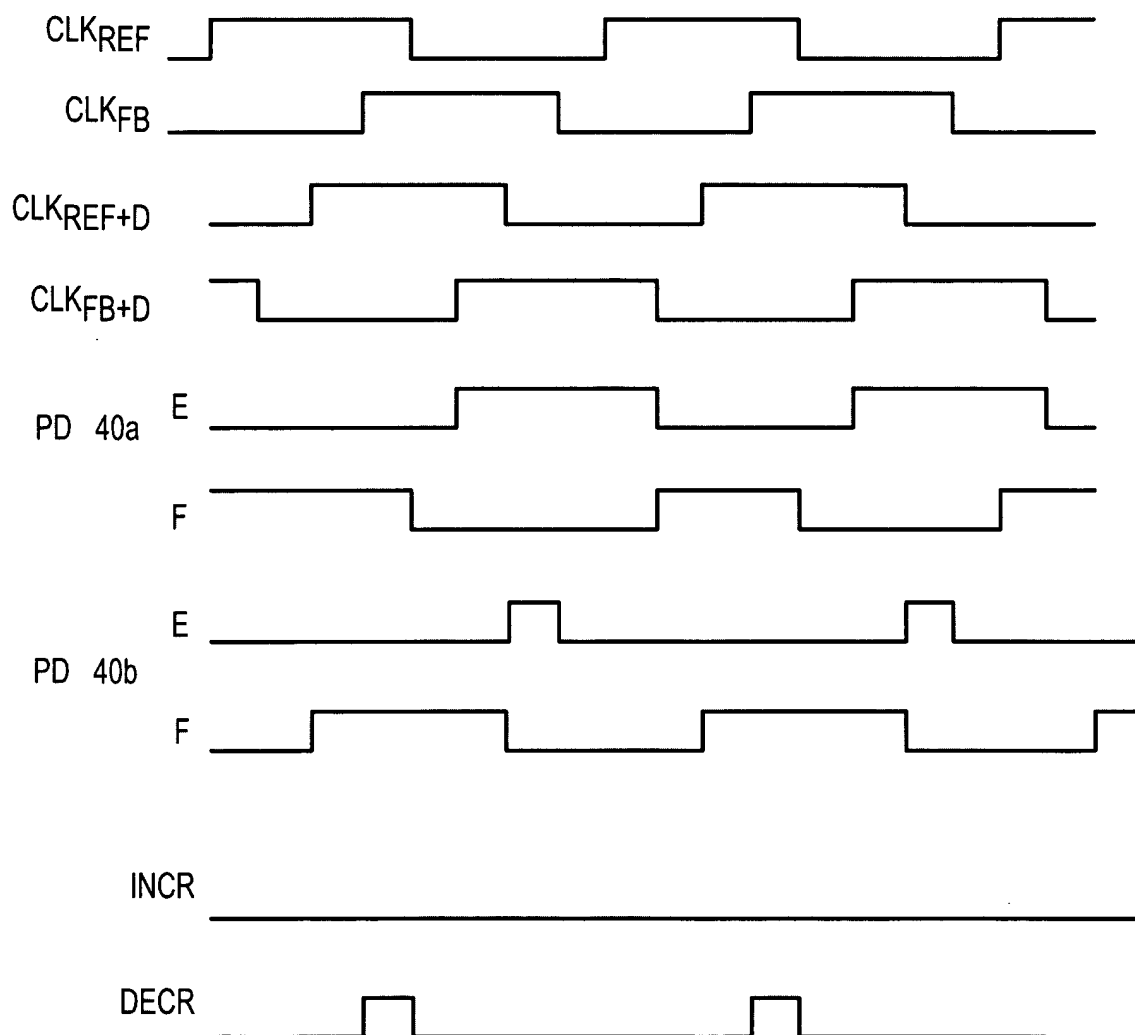 CLKREF
CLKFB
CLKREF+D
CLKFB+D
E
PD 40a
F
E
PD 40b
F
INCR
DECR